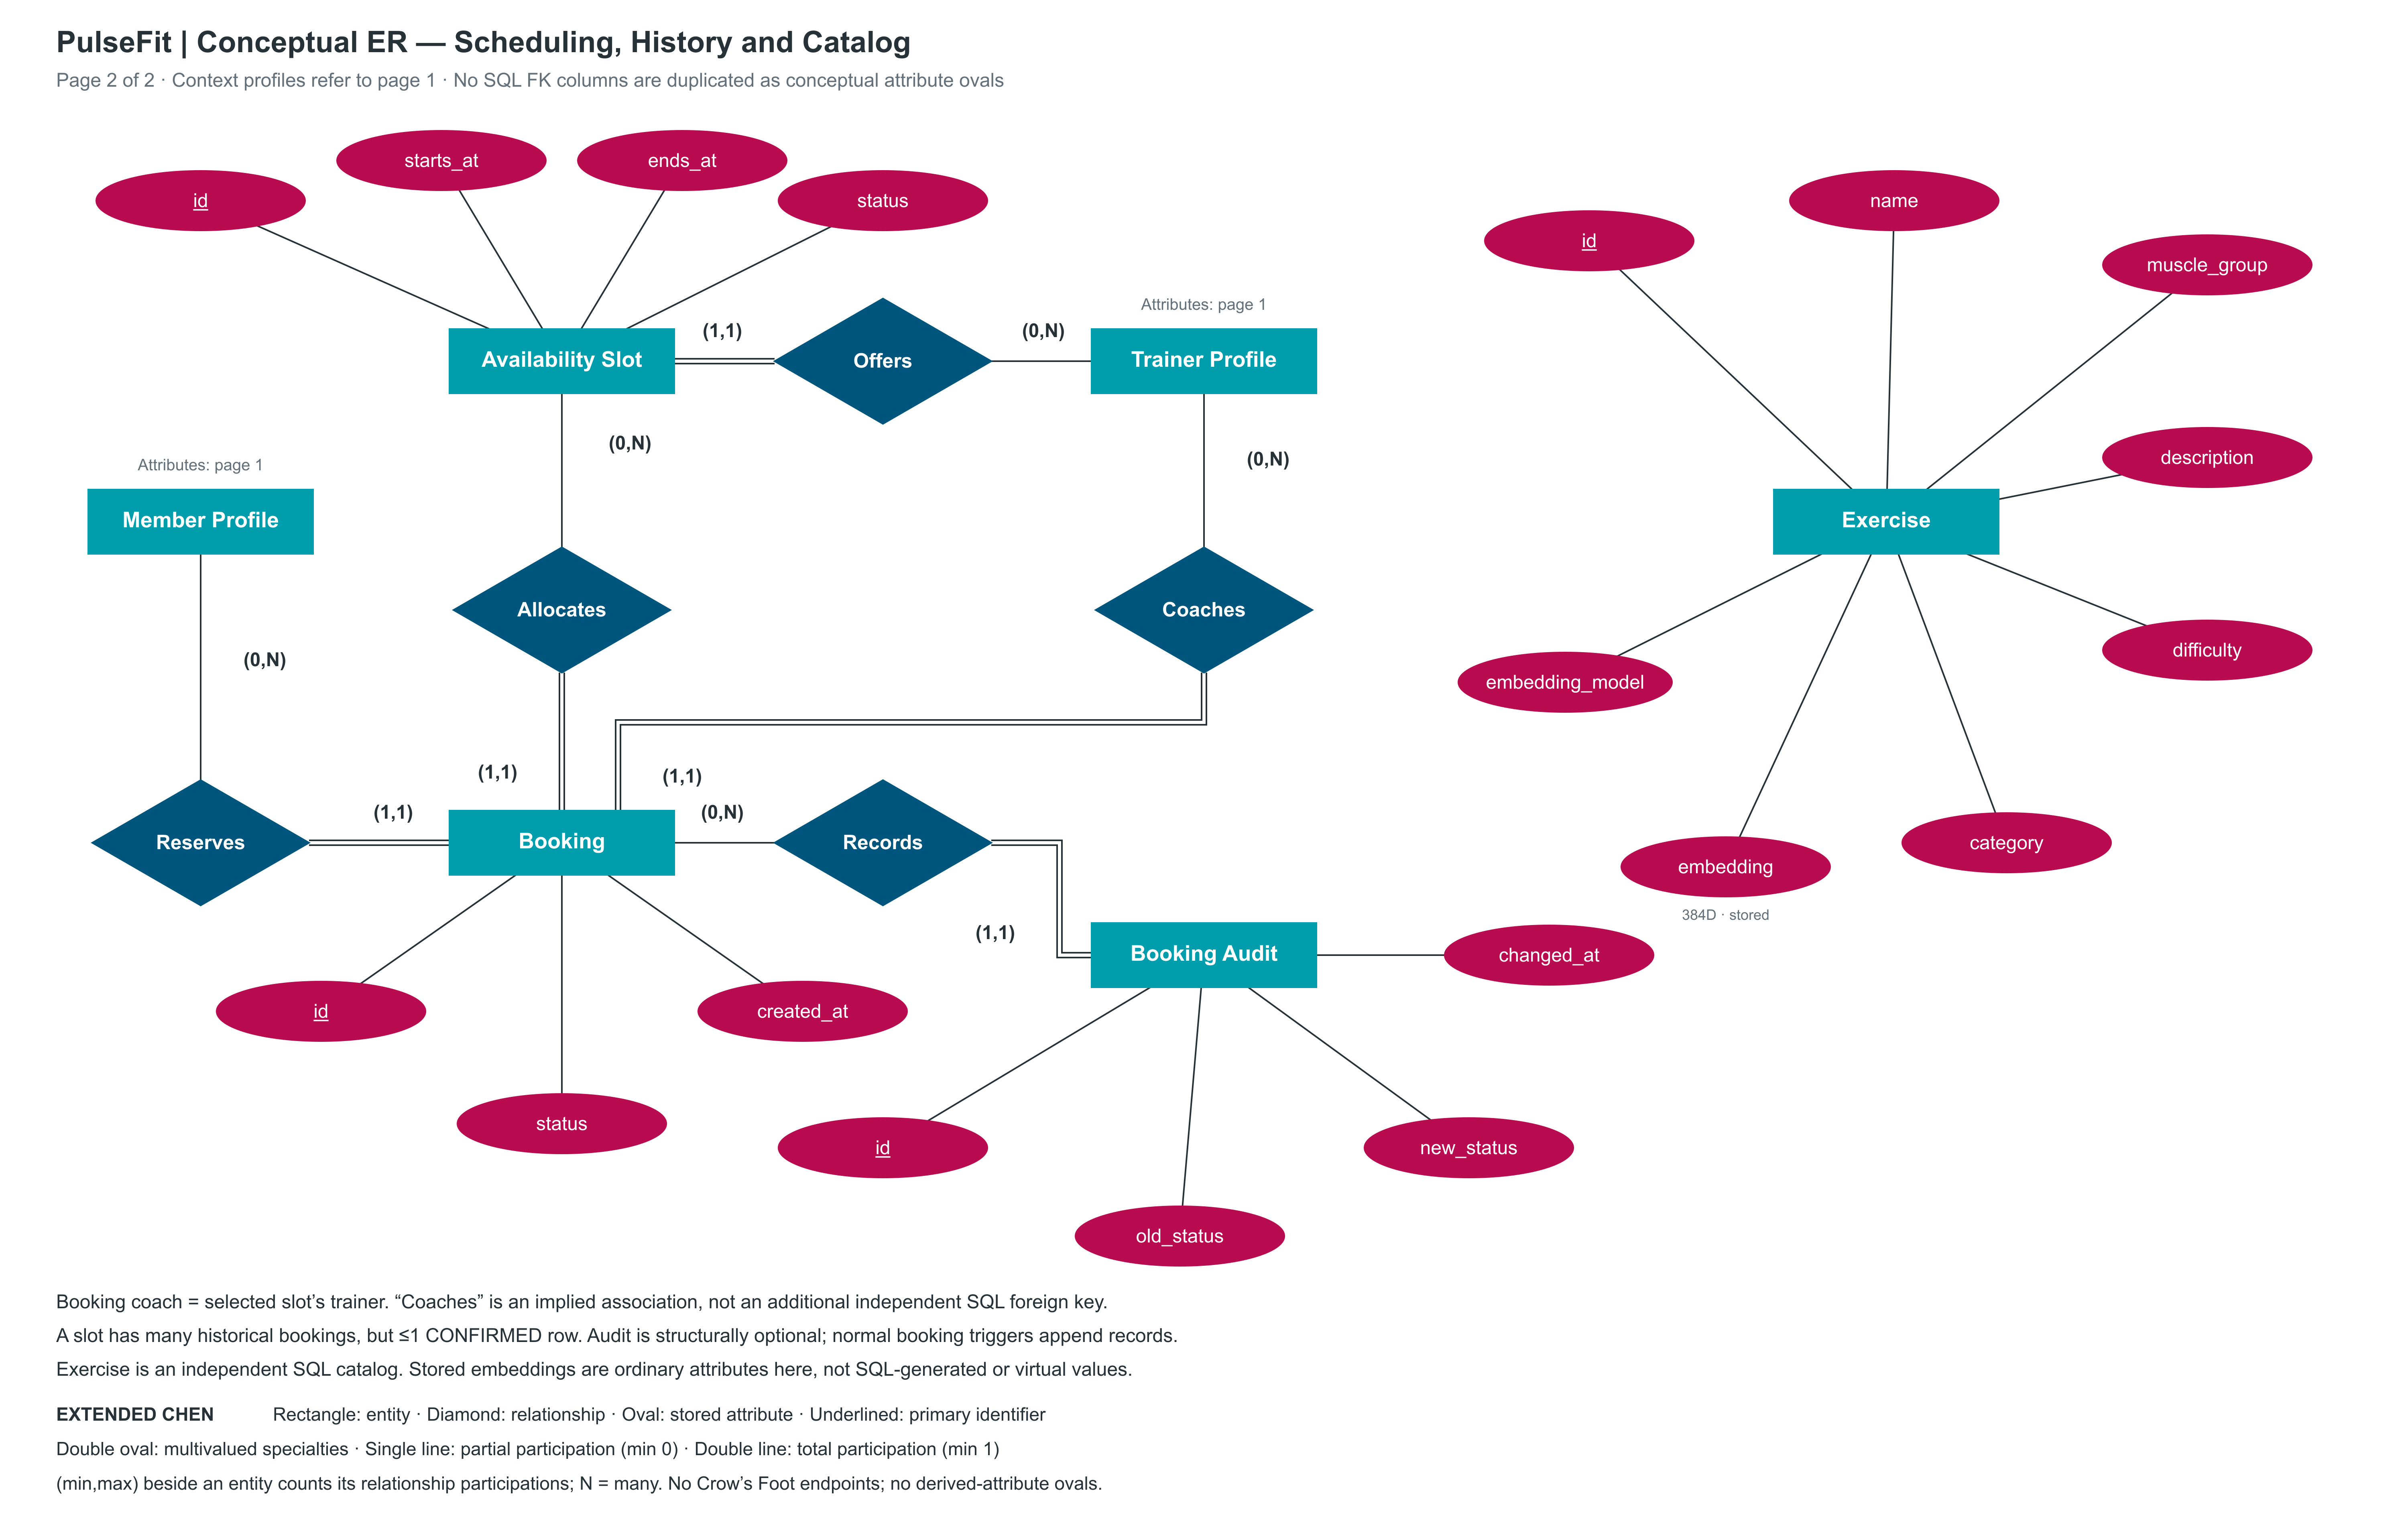 PulseFit | Conceptual ER — Scheduling, History and Catalog
Page 2 of 2 · Context profiles refer to page 1 · No SQL FK columns are duplicated as conceptual attribute ovals
starts_at
ends_at
id
status
name
id
muscle_group
Attributes: page 1
(1,1)
(0,N)
Availability Slot
Offers
Trainer Profile
(0,N)
(0,N)
description
Attributes: page 1
Member Profile
Exercise
Allocates
Coaches
(0,N)
difficulty
embedding_model
(1,1)
(1,1)
(1,1)
(0,N)
Reserves
Booking
Records
category
embedding
384D · stored
(1,1)
Booking Audit
changed_at
id
created_at
status
id
new_status
old_status
Booking coach = selected slot’s trainer. “Coaches” is an implied association, not an additional independent SQL foreign key.
A slot has many historical bookings, but ≤1 CONFIRMED row. Audit is structurally optional; normal booking triggers append records.
Exercise is an independent SQL catalog. Stored embeddings are ordinary attributes here, not SQL-generated or virtual values.
EXTENDED CHEN Rectangle: entity · Diamond: relationship · Oval: stored attribute · Underlined: primary identifier
Double oval: multivalued specialties · Single line: partial participation (min 0) · Double line: total participation (min 1)
(min,max) beside an entity counts its relationship participations; N = many. No Crow’s Foot endpoints; no derived-attribute ovals.